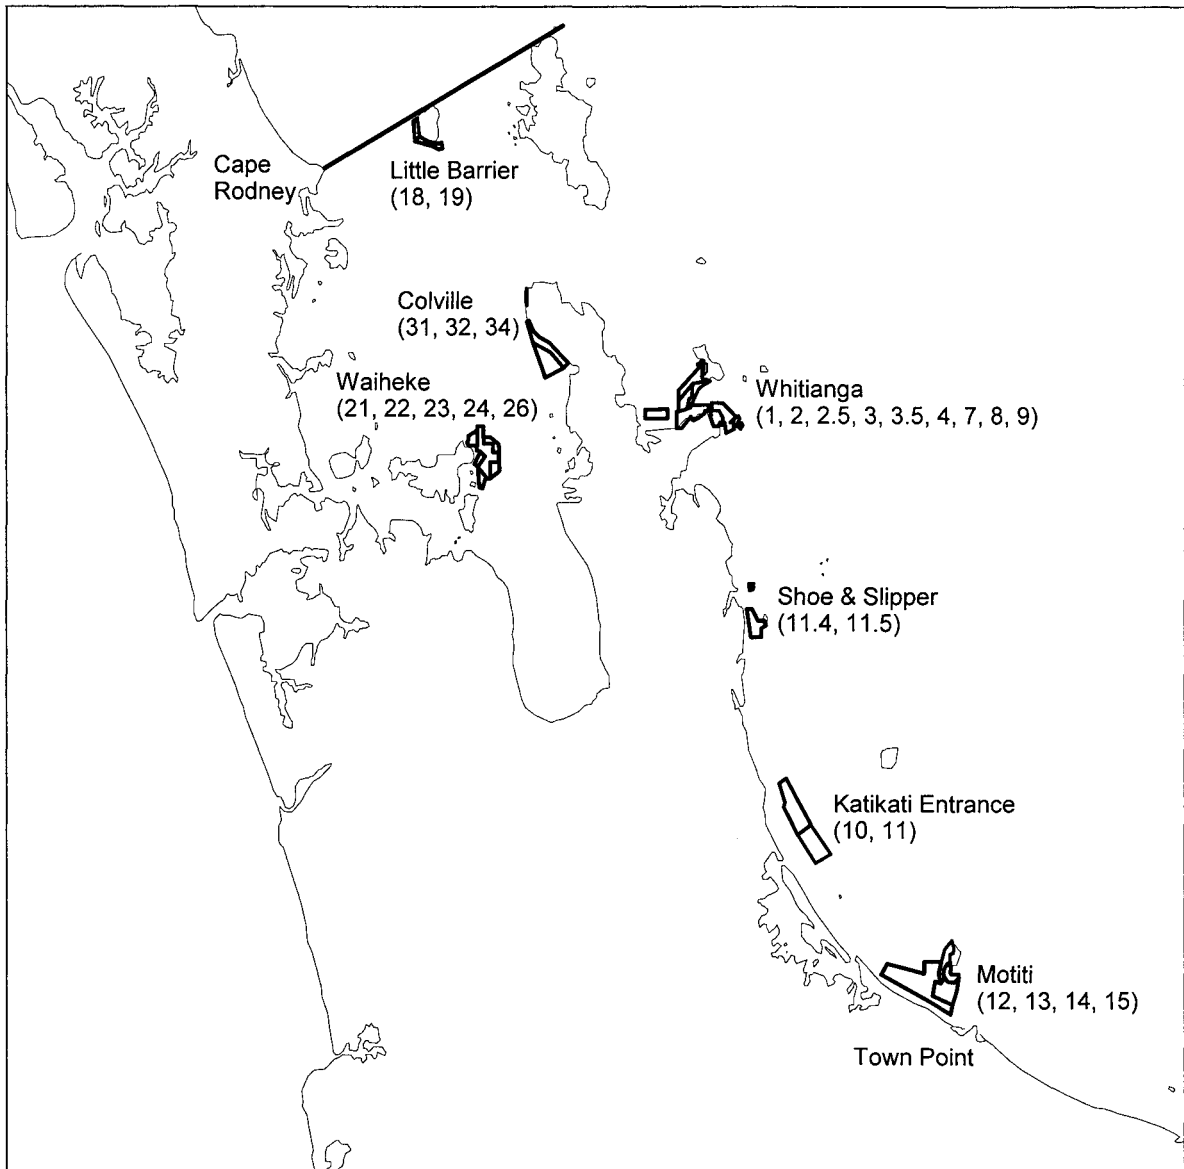 Cape
Rodney
Little Barrier
(18, 19)
Colville
(31, 32, 34)
Waiheke
(21, 22, 23, 24, 26)
Whitianga
(1, 2, 2.5, 3, 3.5, 4, 7, 8, 9)
Shoe & Slipper
(11.4, 11.5)
Katikati Entrance
(10, 11)
Motiti
(12, 13, 14, 15)
Town Point